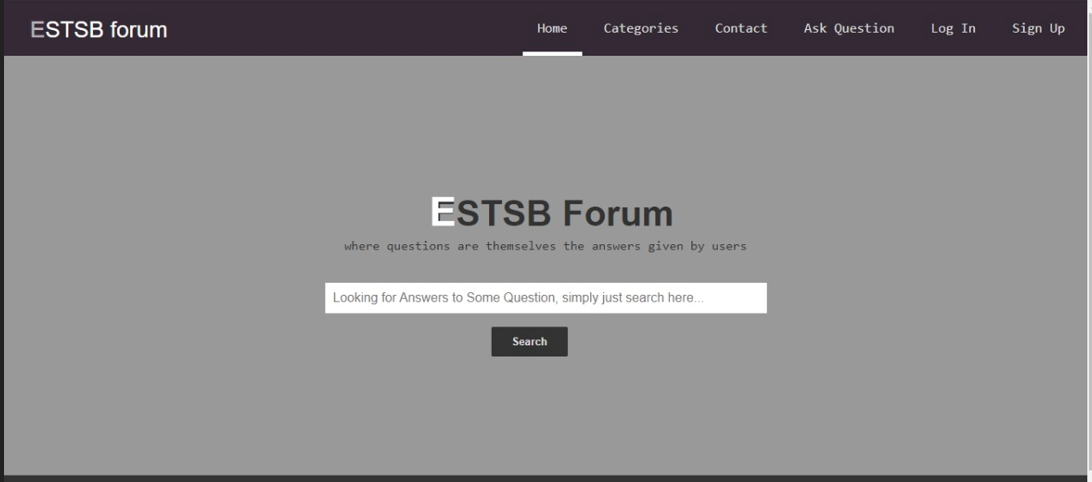 ESTSB forum Home Categories Contact Ask Question Log In Sign Up
ESTSB Forum
where questions are themselves the answers given by users
Looking for Answers to Some Question, simply just search here...
Search